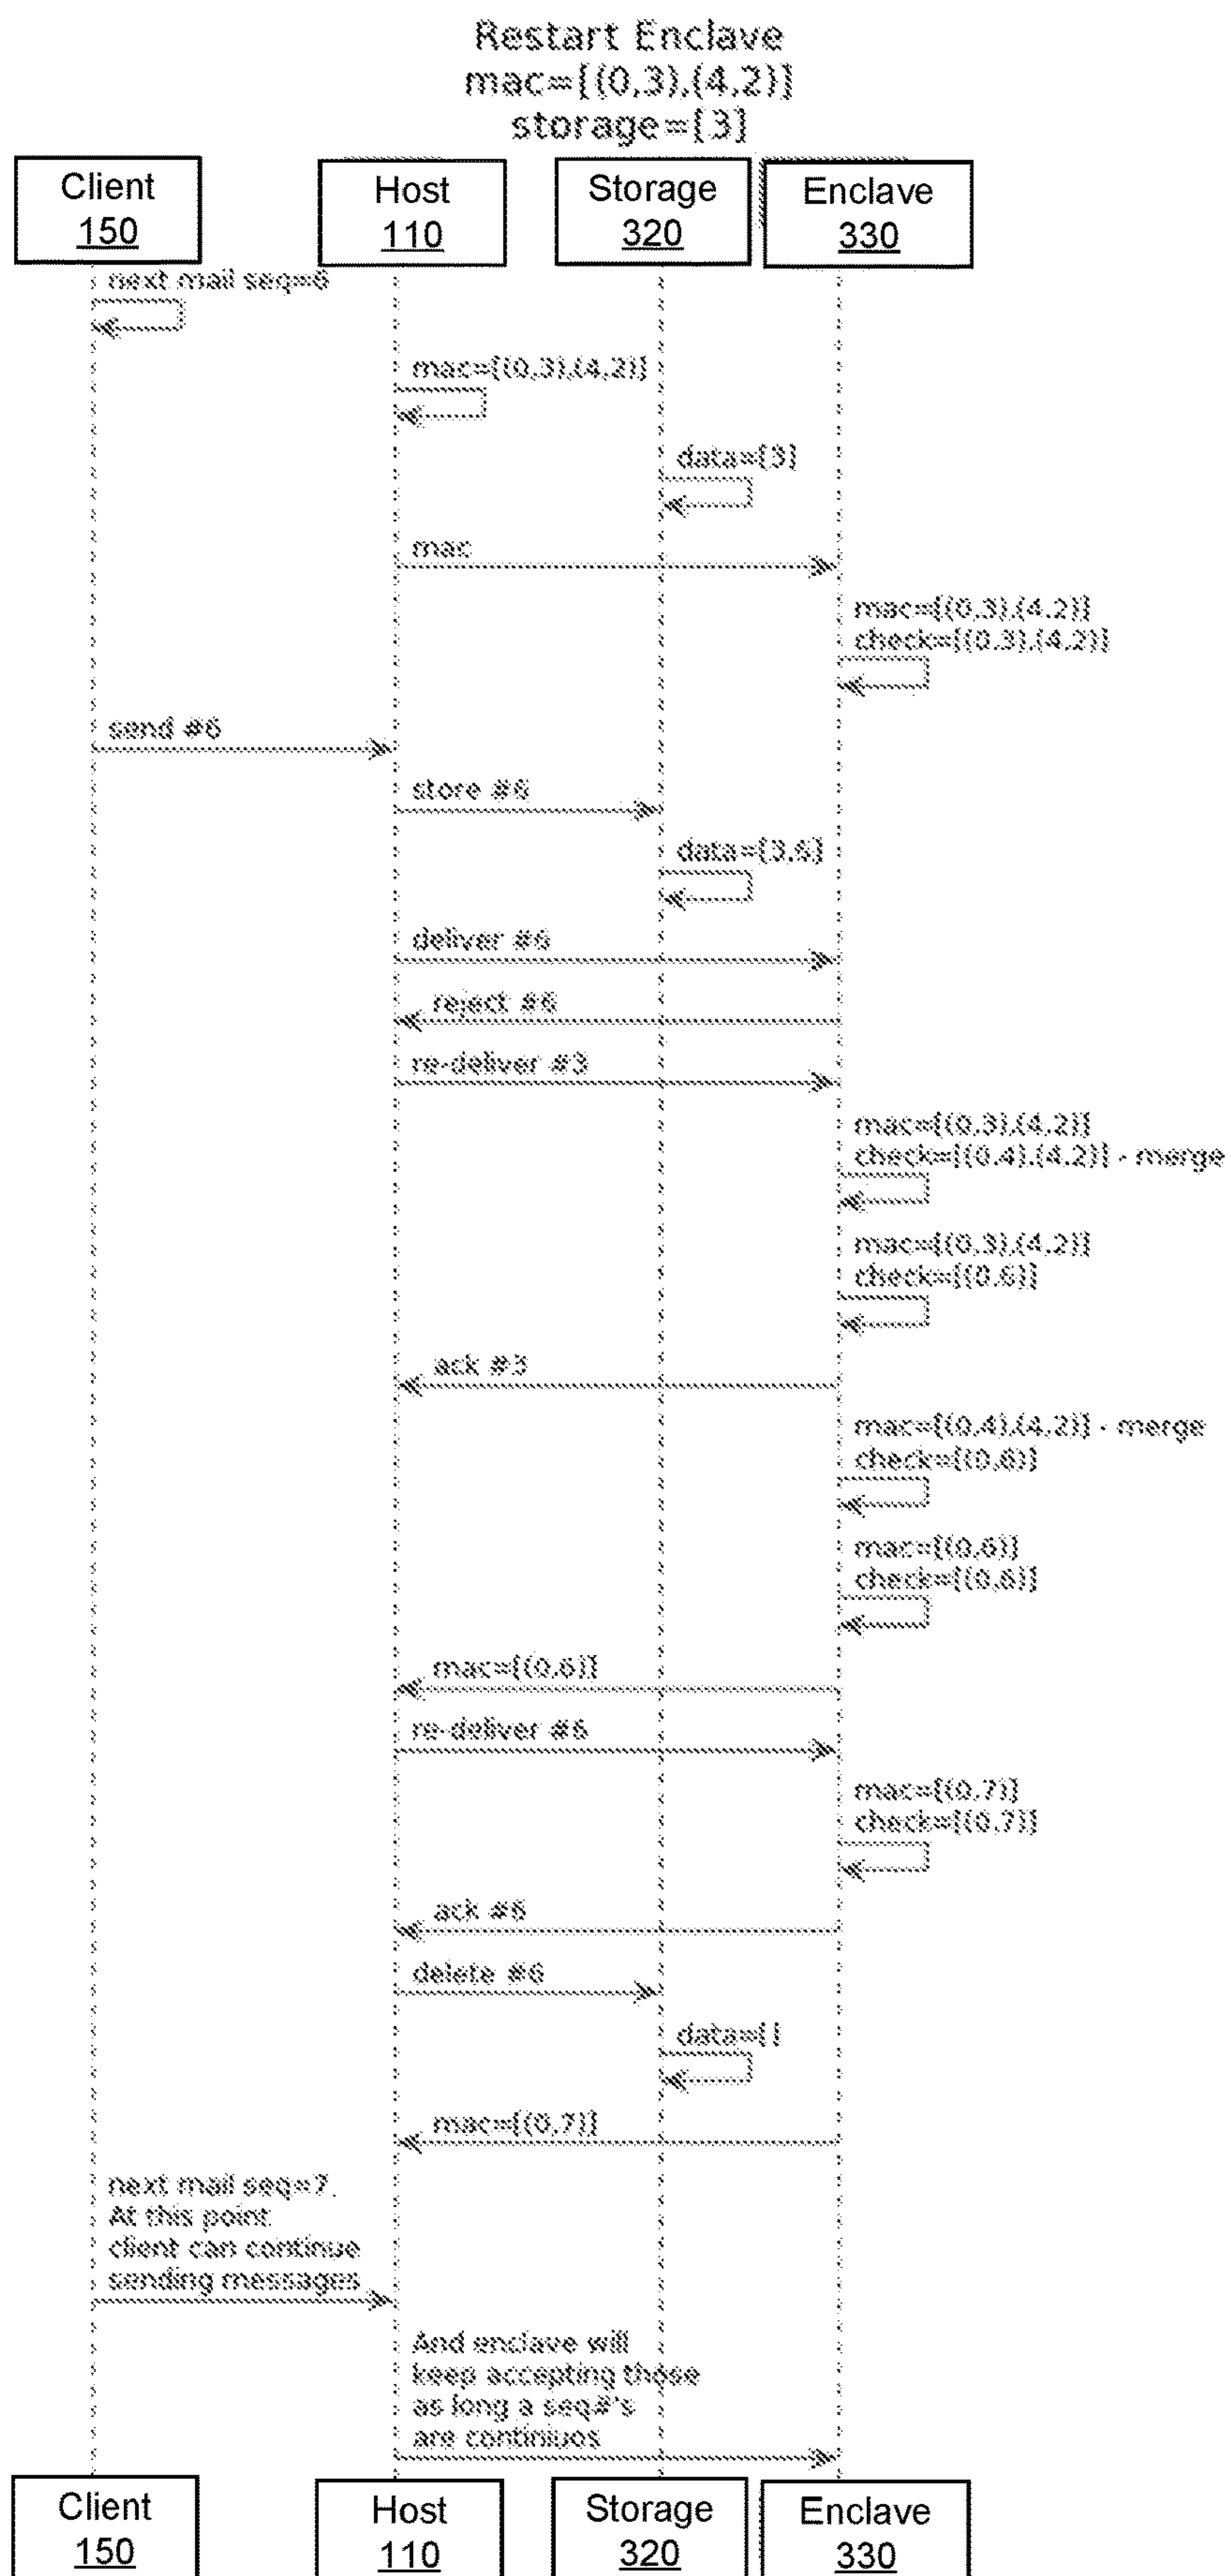 Restart Enclave
mac=[(0,3),(4,2)]
storage=[3]
Client
150
Host
110
Storage
320
Enclave
330
next mail seq=6
mac=[(0,3),(4,2)]
data=[3]
mac
mac=[(0,3),(4,2)]
check=[(0,3),(4,2)]
send #6
store #6
data=[3,6]
deliver #6
reject #6
re-deliver #3
mac=[(0,3),(4,2)]
check=[(0,4),(4,2)] - merge
mac=[(0,3),(4,2)]
check=[(0,6)]
ack #3
mac=[(0,4),(4,2)] - merge
check=[(0,6)]
mac=[(0,6)]
check=[(0,6)]
mac=[(0,6)]
re-deliver #6
mac=[(0,7)]
check=[(0,7)]
ack #6
delete #6
data=[]
mac=[(0,7)]
next mail seq=7.
At this point
client can continue
sending messages
And enclave will
keep accepting those
as long a seq#'s
are continiuos
Client
150
Host
110
Storage
320
Enclave
330